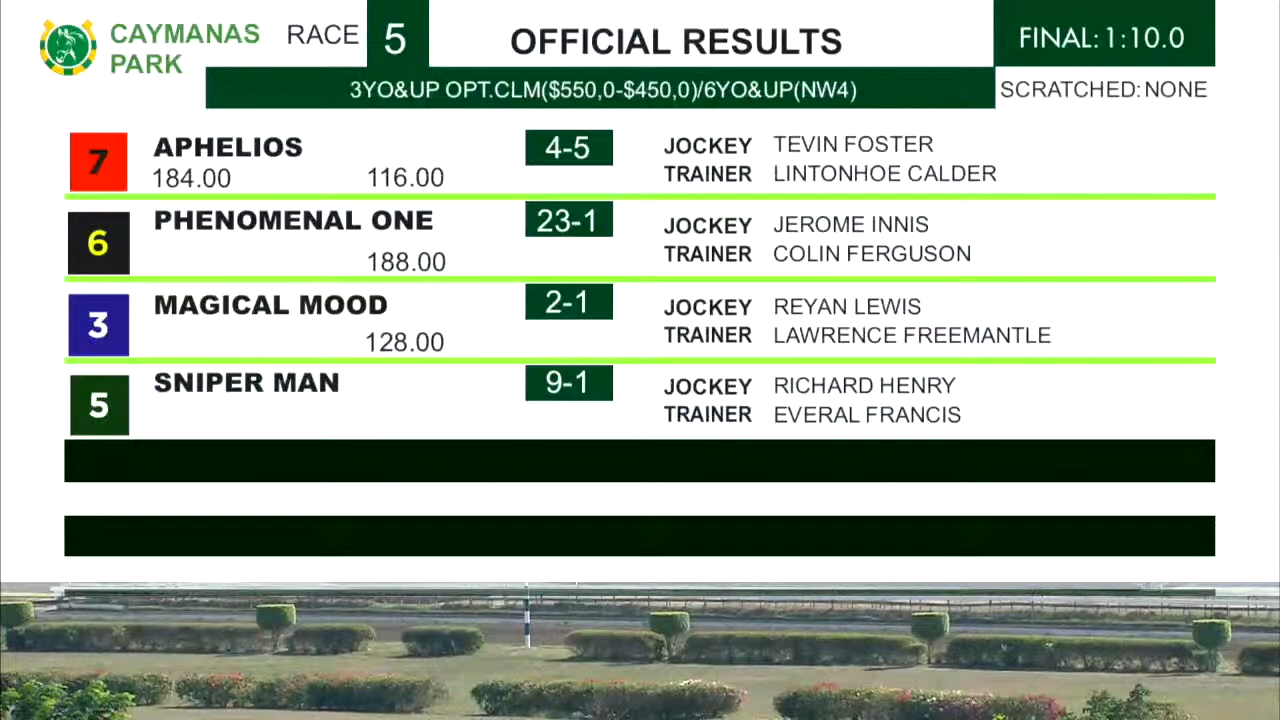 CAYMANAS PARK
RACE 5
OFFICIAL RESULTS
FINAL: 1:10.0
3YO&UP OPT.CLM($550,0-$450,0)/6YO&UP(NW4)
SCRATCHED: NONE
7 APHELIOS 4-5 JOCKEY TEVIN FOSTER
184.00 116.00 TRAINER LINTONHOE CALDER
6 PHENOMENAL ONE 23-1 JOCKEY JEROME INNIS
188.00 TRAINER COLIN FERGUSON
3 MAGICAL MOOD 2-1 JOCKEY REYAN LEWIS
128.00 TRAINER LAWRENCE FREEMANTLE
5 SNIPER MAN 9-1 JOCKEY RICHARD HENRY
TRAINER EVERAL FRANCIS